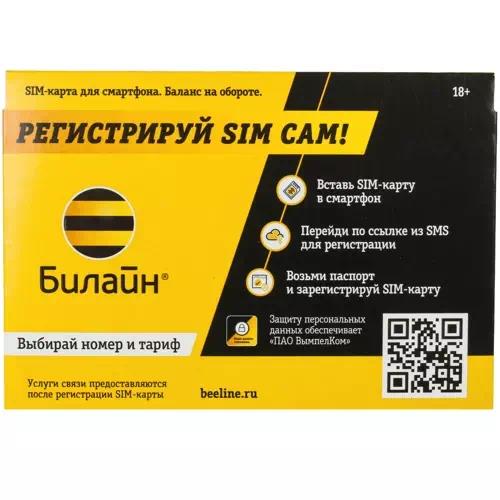 SIM-карта для смартфона. Баланс на обороте.
18+
РЕГИСТРИРУЙ SIM САМ!
Вставь SIM-карту
в смартфон
Перейди по ссылке из SMS
для регистрации
Возьми паспорт
и зарегистрируй SIM-карту
Билайн®
Выбирай номер и тариф
Защиту персональных
данных обеспечивает
«ПАО ВымпелКом»
Услуги связи предоставляются
после регистрации SIM-карты
beeline.ru